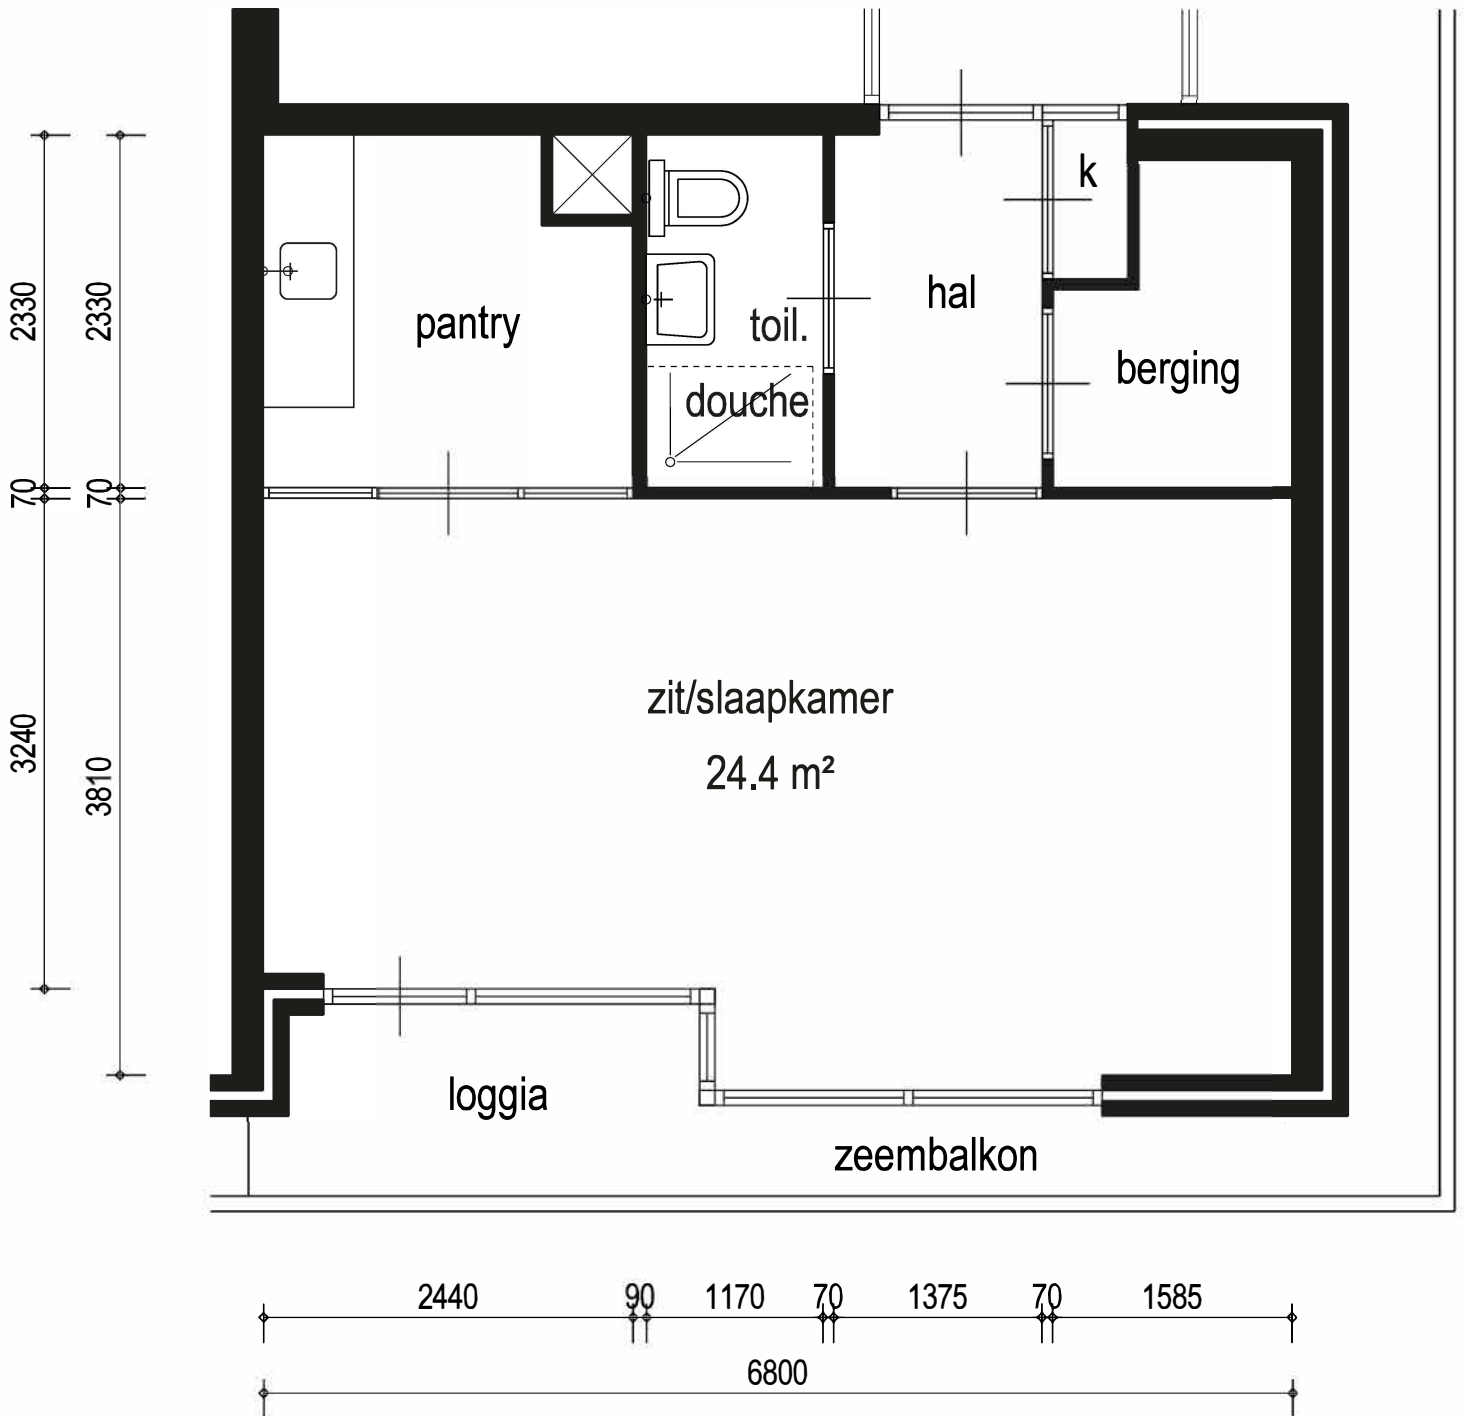 k
hal
pantry
toil.
berging
douche
2330
2330
70
70
zit/slaapkamer
24.4 m²
3240
3810
loggia
zeembalkon
2440 90 1170 70 1375 70 1585
6800